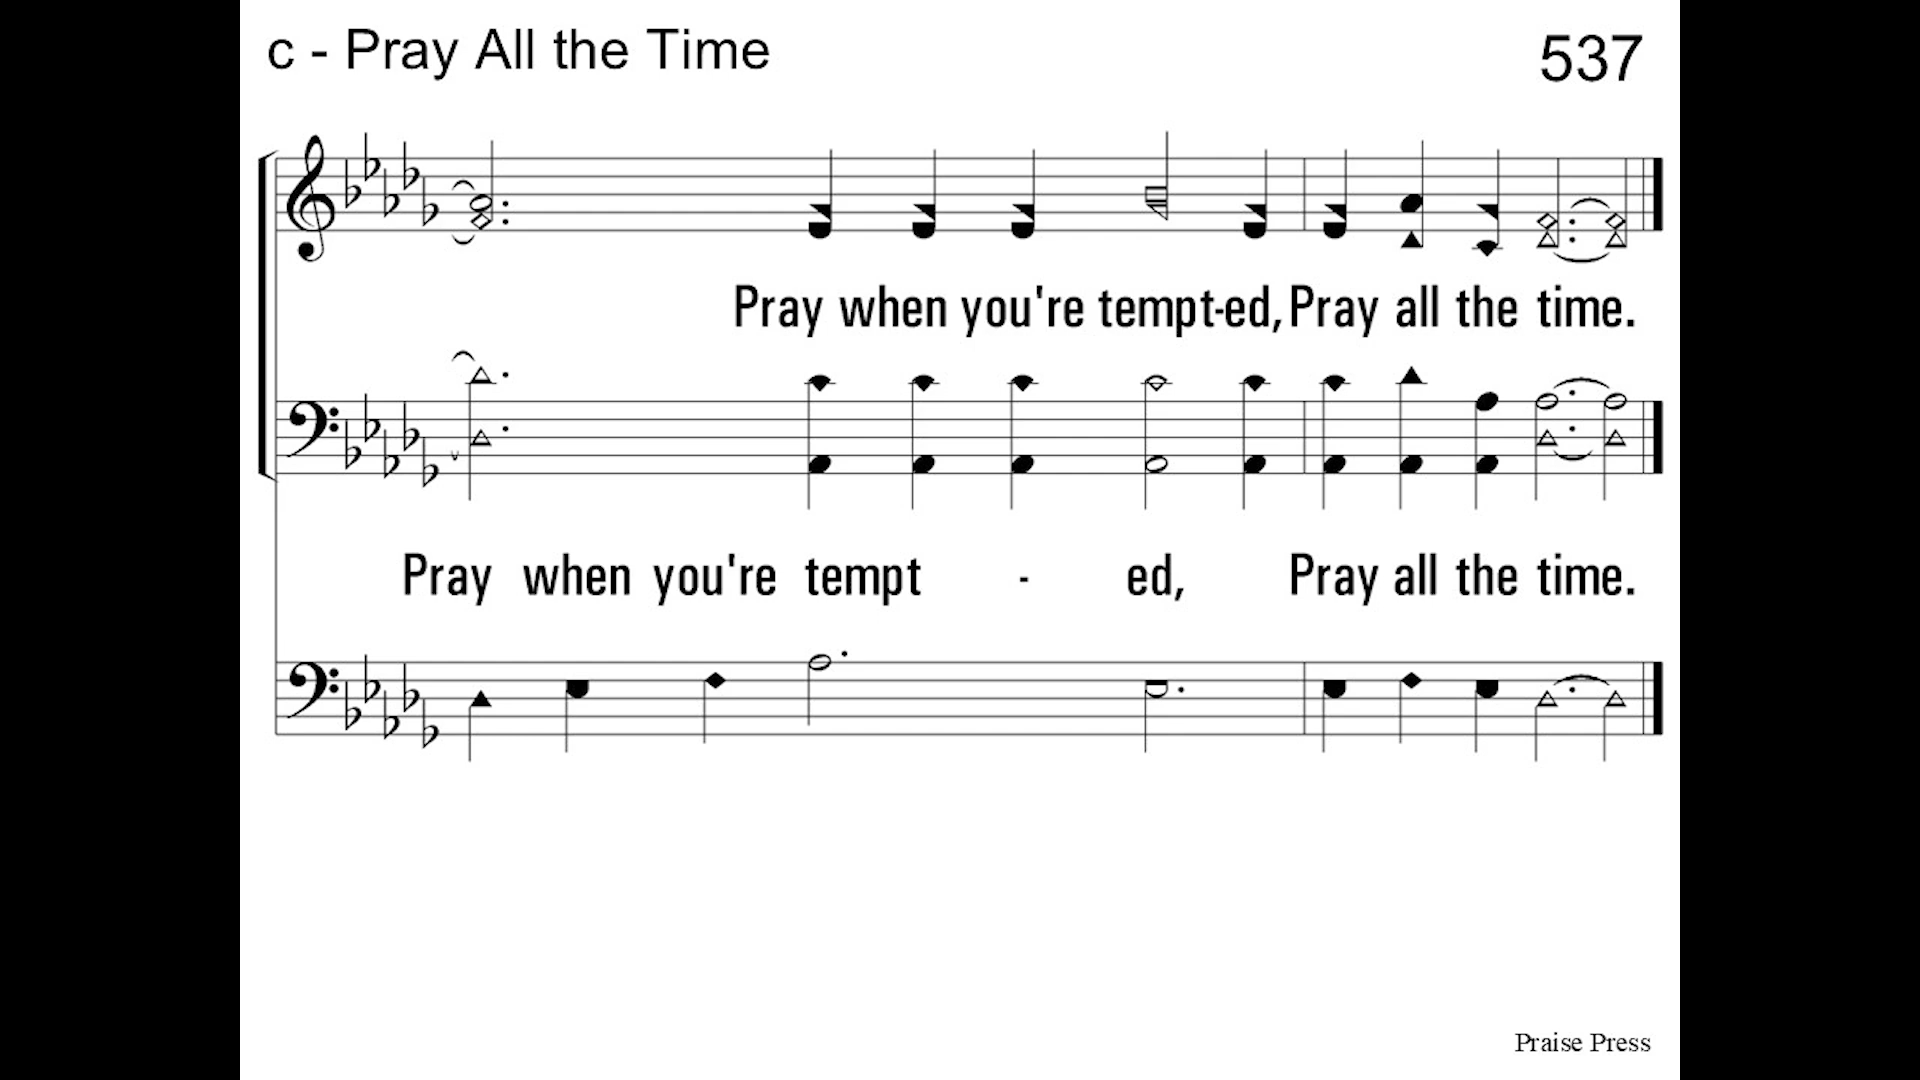 c - Pray All the Time
537
Pray when you're tempt-ed, Pray all the time.
Pray when you're tempt - ed, Pray all the time.
Praise Press